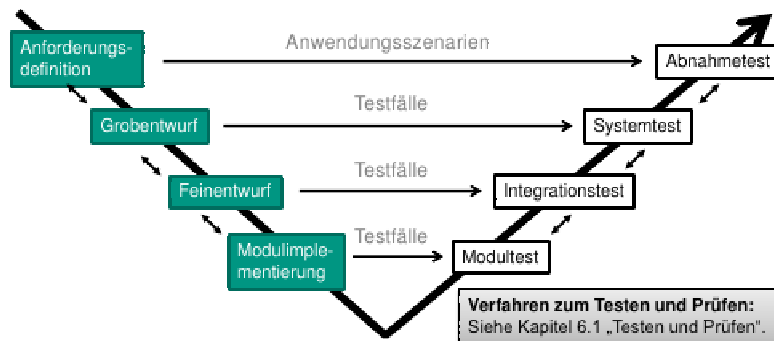 Anforderungs-
definition
Anwendungsszenarien
Abnahmetest
Grobentwurf
Testfälle
Systemtest
Feinentwurf
Testfälle
Integrationstest
Modulimple-
mentierung
Testfälle
Modultest
Verfahren zum Testen und Prüfen:
Siehe Kapitel 6.1 „Testen und Prüfen“.